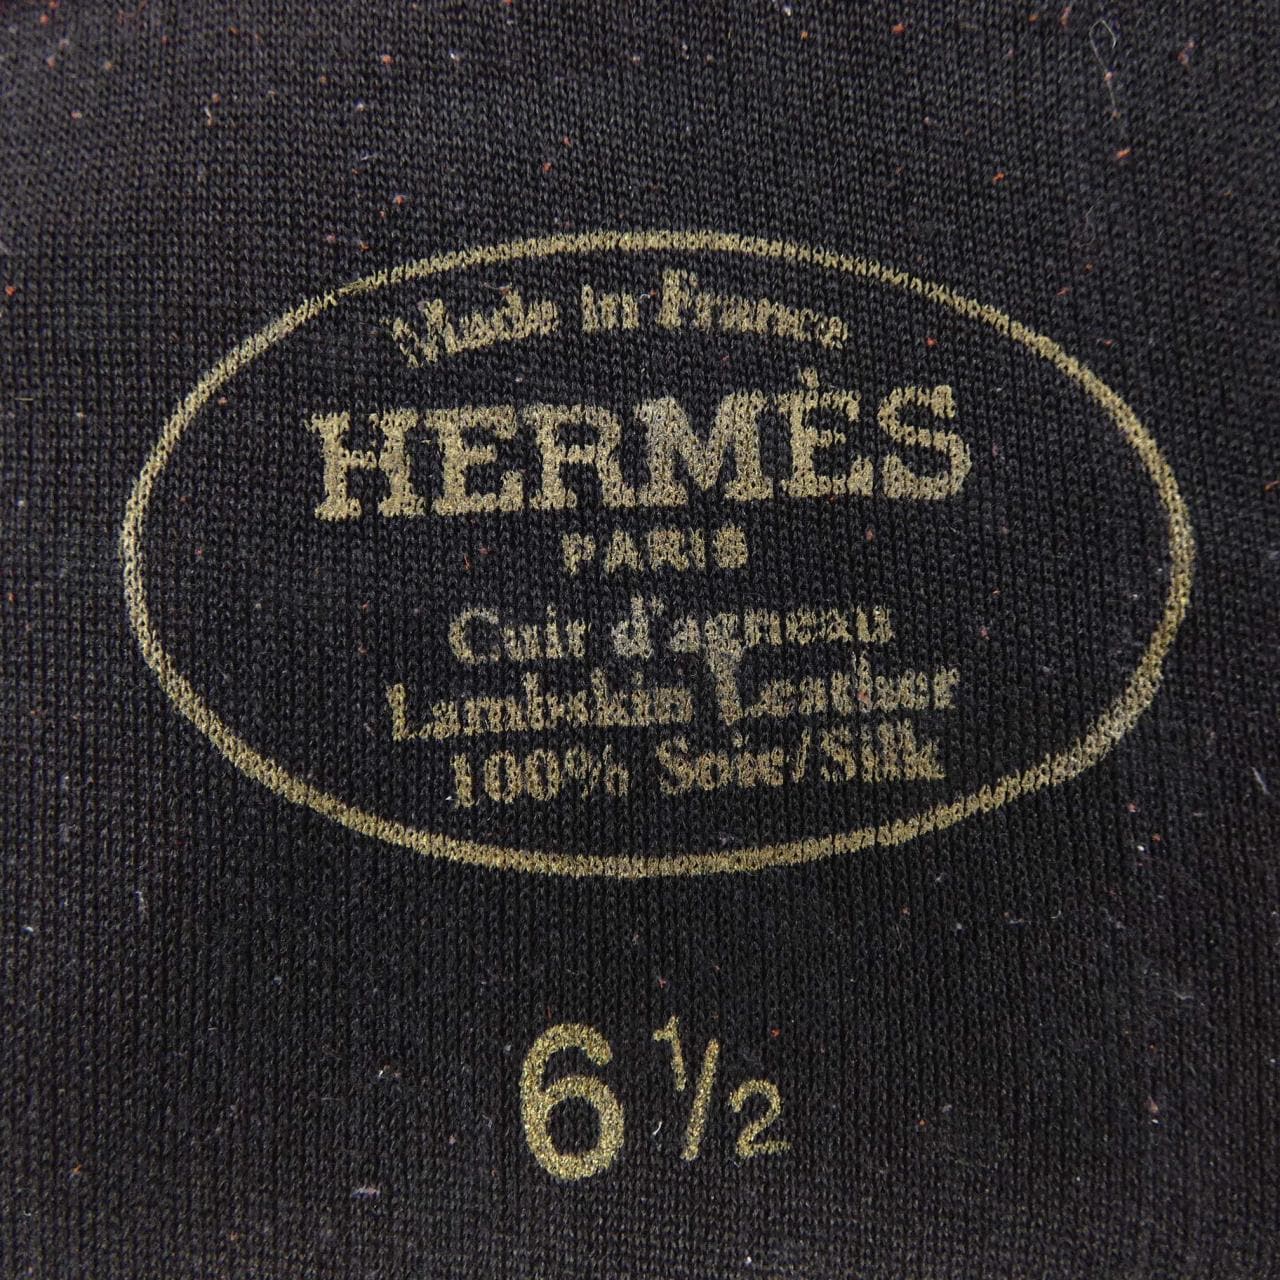 Made in France
HERMÈS
PARIS
Cuir d'agneau
Lambskin Leather
100% Soie/Silk
6 1/2